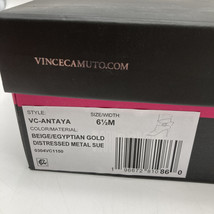 VINCECAMUTO.COM
STYLE: SIZE/WIDTH
VC-ANTAYA 6½M
COLOR/MATERIAL:
BEIGE/EGYPTIAN GOLD
DISTRESSED METAL SUE